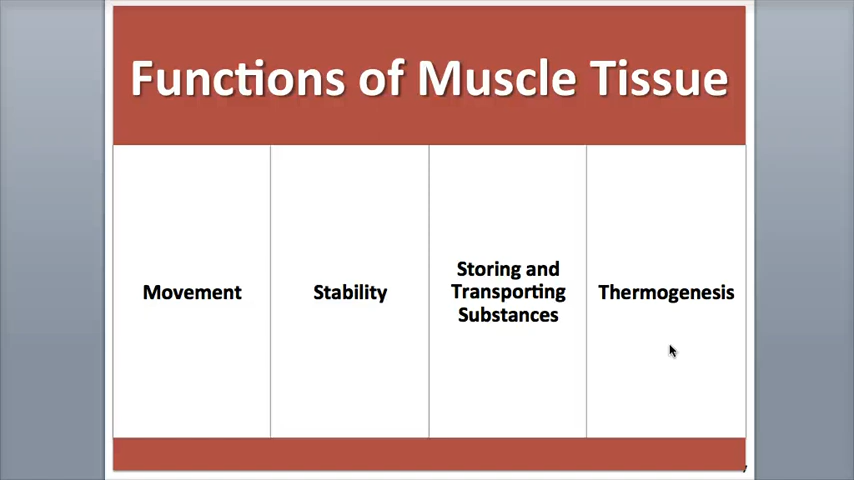 Functions of Muscle Tissue
Movement
Stability
Storing and
Transporting
Substances
Thermogenesis